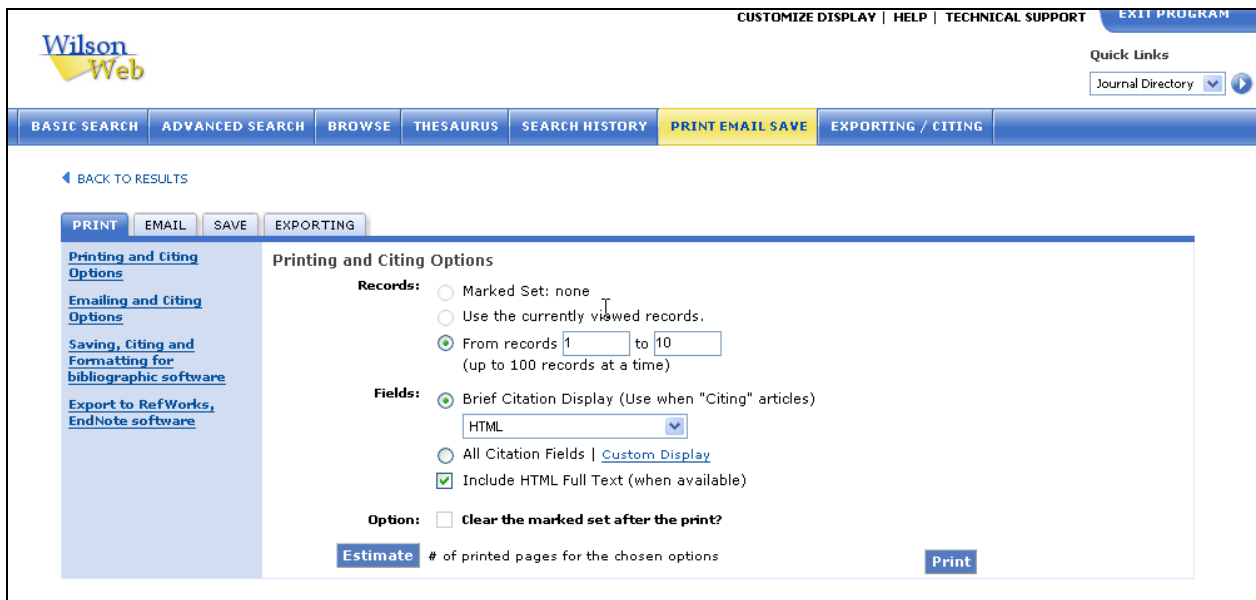 CUSTOMIZE DISPLAY | HELP | TECHNICAL SUPPORT EXIT PROGRAM
Wilson
Web
Quick Links
Journal Directory
BASIC SEARCH ADVANCED SEARCH BROWSE THESAURUS SEARCH HISTORY PRINT EMAIL SAVE EXPORTING / CITING
BACK TO RESULTS
PRINT EMAIL SAVE EXPORTING
Printing and Citing
Options
Emailing and Citing
Options
Saving, Citing and
Formatting for
bibliographic software
Export to RefWorks,
EndNote software
Printing and Citing Options
Records: Marked Set: none
Use the currently viewed records.
From records 1 to 10
(up to 100 records at a time)
Fields: Brief Citation Display (Use when "Citing" articles)
HTML
All Citation Fields | Custom Display
Include HTML Full Text (when available)
Option: Clear the marked set after the print?
Estimate # of printed pages for the chosen options Print